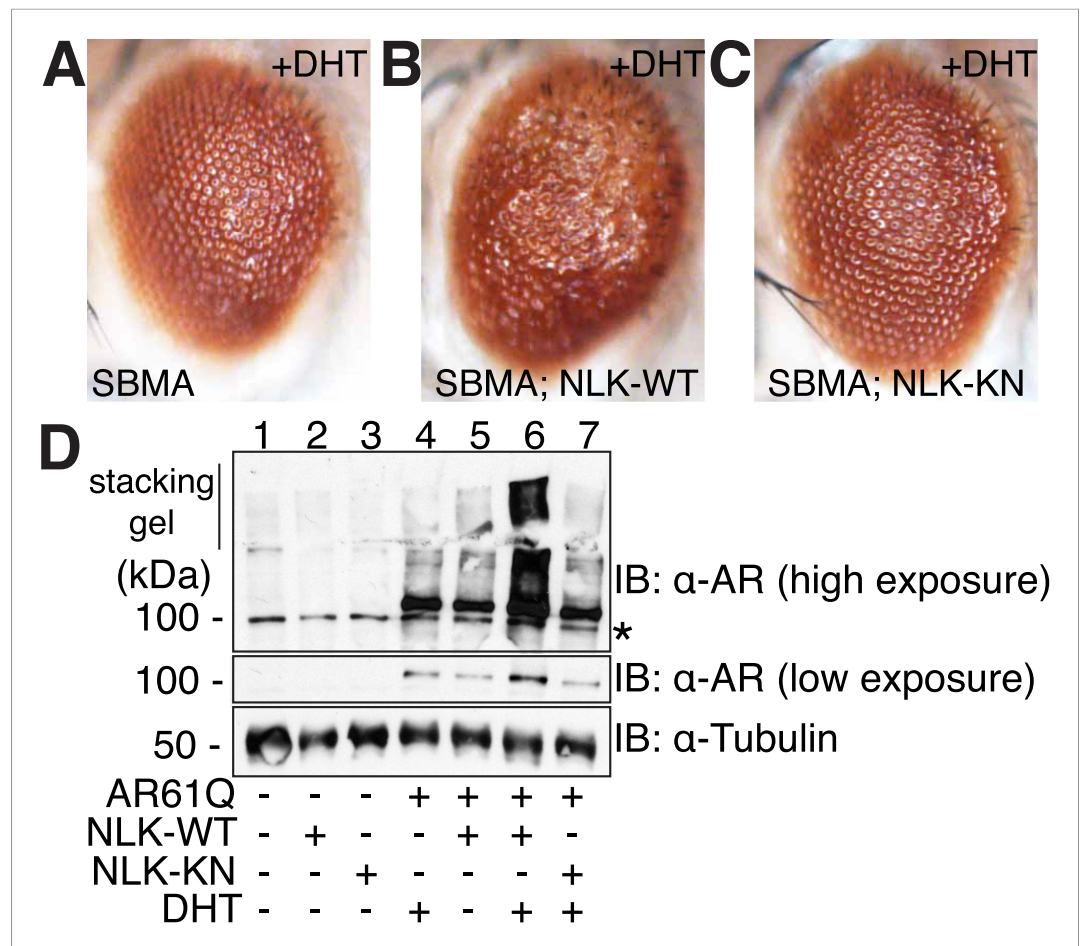 A +DHT B +DHT C +DHT
SBMA SBMA; NLK-WT SBMA; NLK-KN
D 1 2 3 4 5 6 7
stacking
gel
(kDa)
IB: α-AR (high exposure)
100 -
*
100 - IB: α-AR (low exposure)
50 - IB: α-Tubulin
AR61Q - - - + + + +
NLK-WT - + - - + + -
NLK-KN - - + - - - +
DHT - - - + - + +